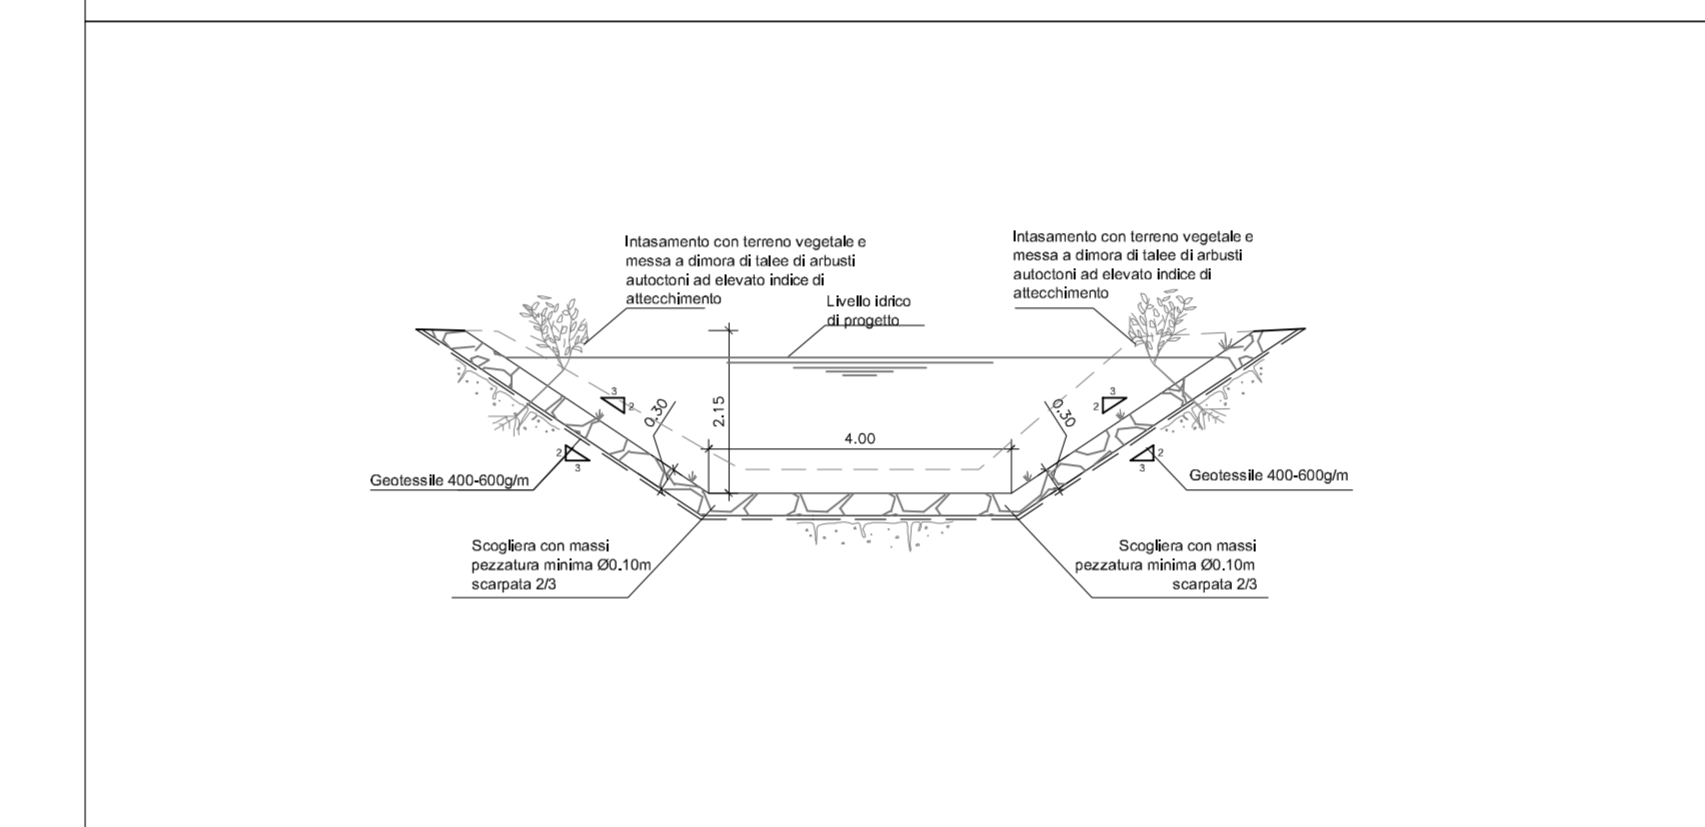 Intasamento con terreno vegetale e
messa a dimora di talee di arbusti
autoctoni ad elevato indice di
attecchimento
Intasamento con terreno vegetale e
messa a dimora di talee di arbusti
autoctoni ad elevato indice di
attecchimento
Livello idrico
di progetto
3
2
0.30
2.15
4.00
0.30
3
2
2
3
2
3
Geotessile 400-600g/m
Geotessile 400-600g/m
Scogliera con massi
pezzatura minima Ø0.10m
scarpata 2/3
Scogliera con massi
pezzatura minima Ø0.10m
scarpata 2/3